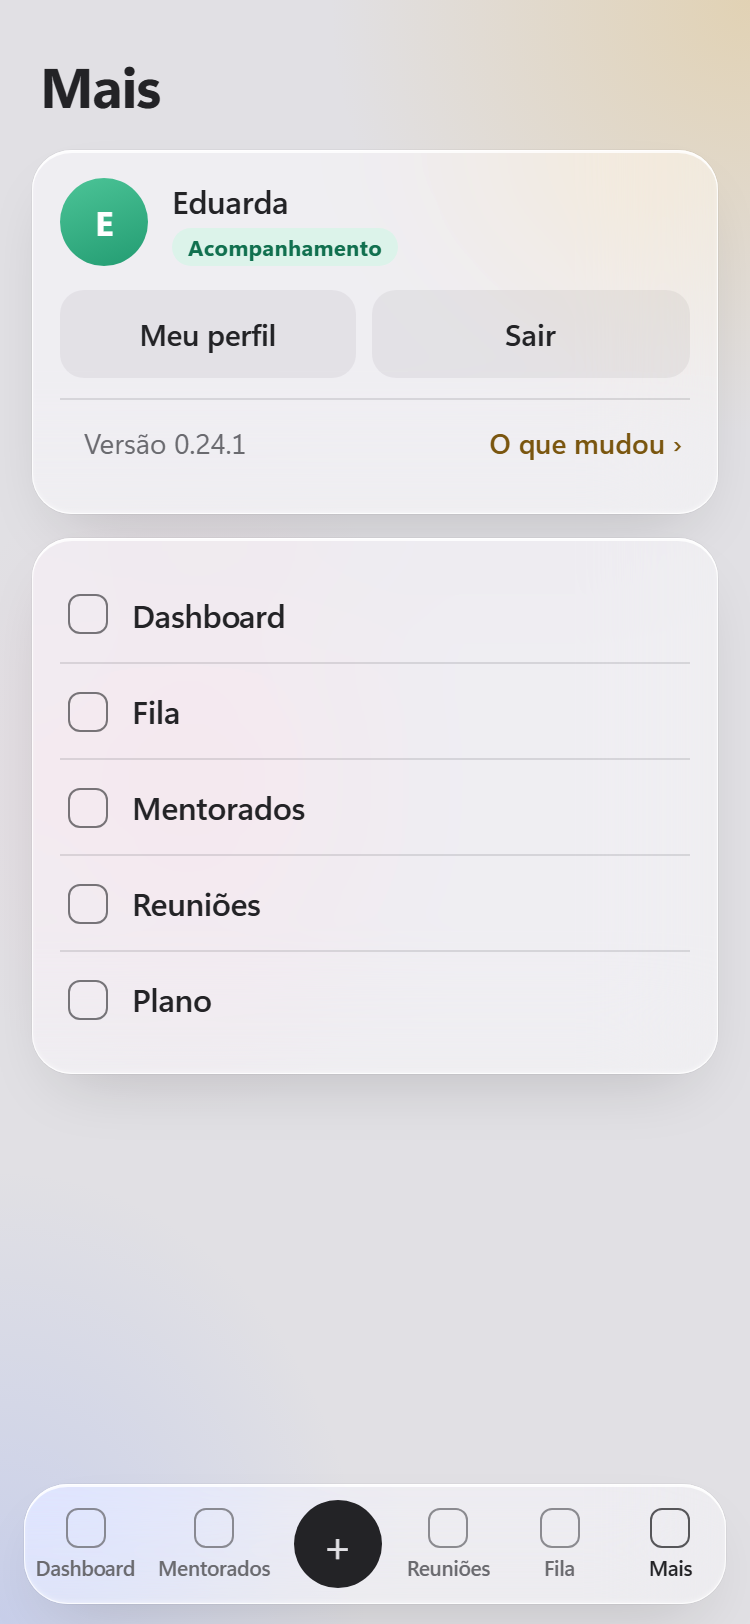 Mais
E
Eduarda
Acompanhamento
Meu perfil
Sair
Versão 0.24.1
O que mudou ›
Dashboard
Fila
Mentorados
Reuniões
Plano
+
Dashboard
Mentorados
Reuniões
Fila
Mais